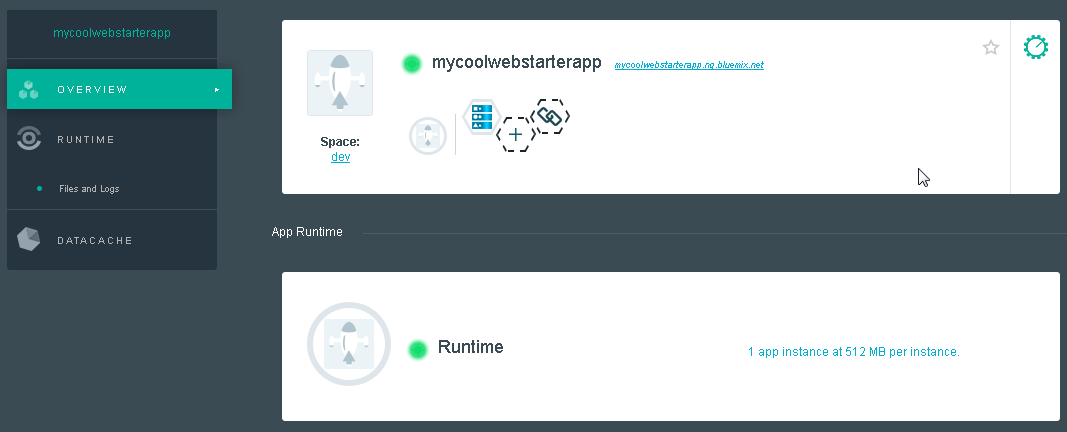 mycoolwebstarterapp
OVERVIEW
RUNTIME
Files and Logs
DATACACHE
mycoolwebstarterapp mycoolwebstarterapp.ng.bluemix.net
Space:
dev
App Runtime
Runtime
1 app instance at 512 MB per instance.